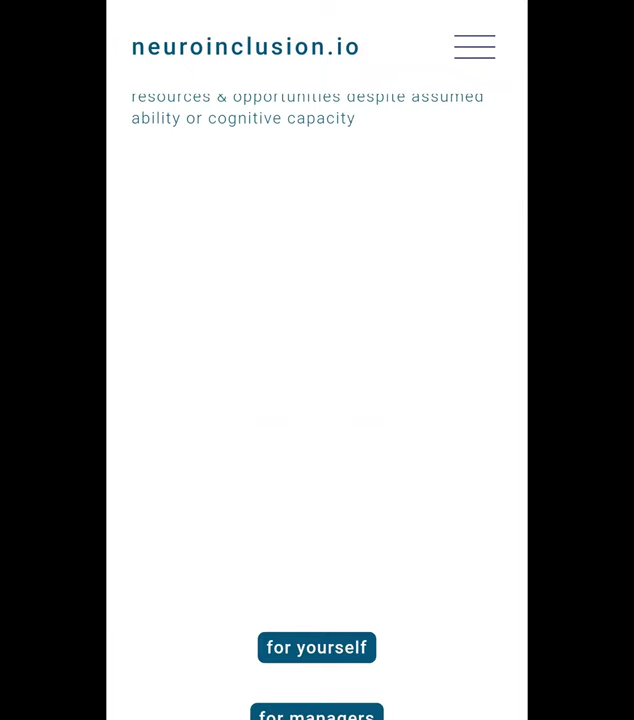 neuroinclusion.io
resources & opportunities despite assumed
ability or cognitive capacity
for yourself
for managers